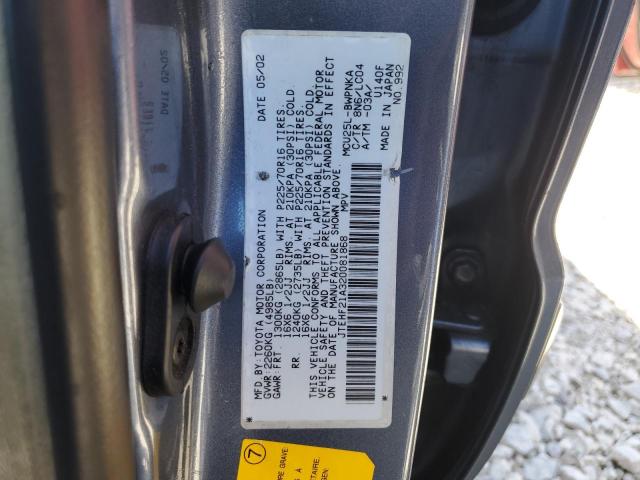 MFD.BY:TOYOTA MOTOR CORPORATION DATE 05/02
GVWR:2260KG (4985LB)
GAWR:FRT. 1300KG (2865LB) WITH P225/70R16 TIRES.
16X6 1/2JJ RIMS. AT 210KPA (30PSI) COLD.
RR. 1240KG (2735LB) WITH P225/70R16 TIRES.
16X6 1/2JJ RIMS. AT 210KPA (30PSI) COLD.
THIS VEHICLE CONFORMS TO ALL APPLICABLE FEDERAL MOTOR
VEHICLE SAFETY AND THEFT PREVENTION STANDARDS IN EFFECT
ON THE DATE OF MANUFACTURE SHOWN ABOVE.
JTEHF21A320081868 MPV
MCU25L-BWPNKA
C/TR 8N6/LC04
A/TM -03A/ U140F
MADE IN JAPAN
NO.992
DATE 02/05
7